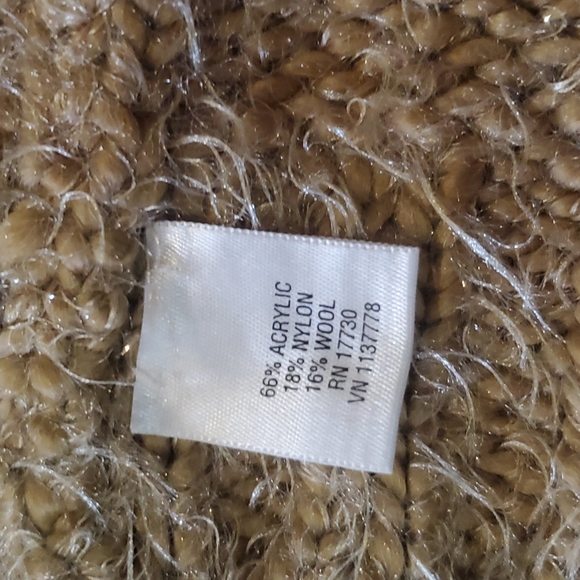 66% ACRYLIC
18% NYLON
16% WOOL
RN 17730
VN 1137778